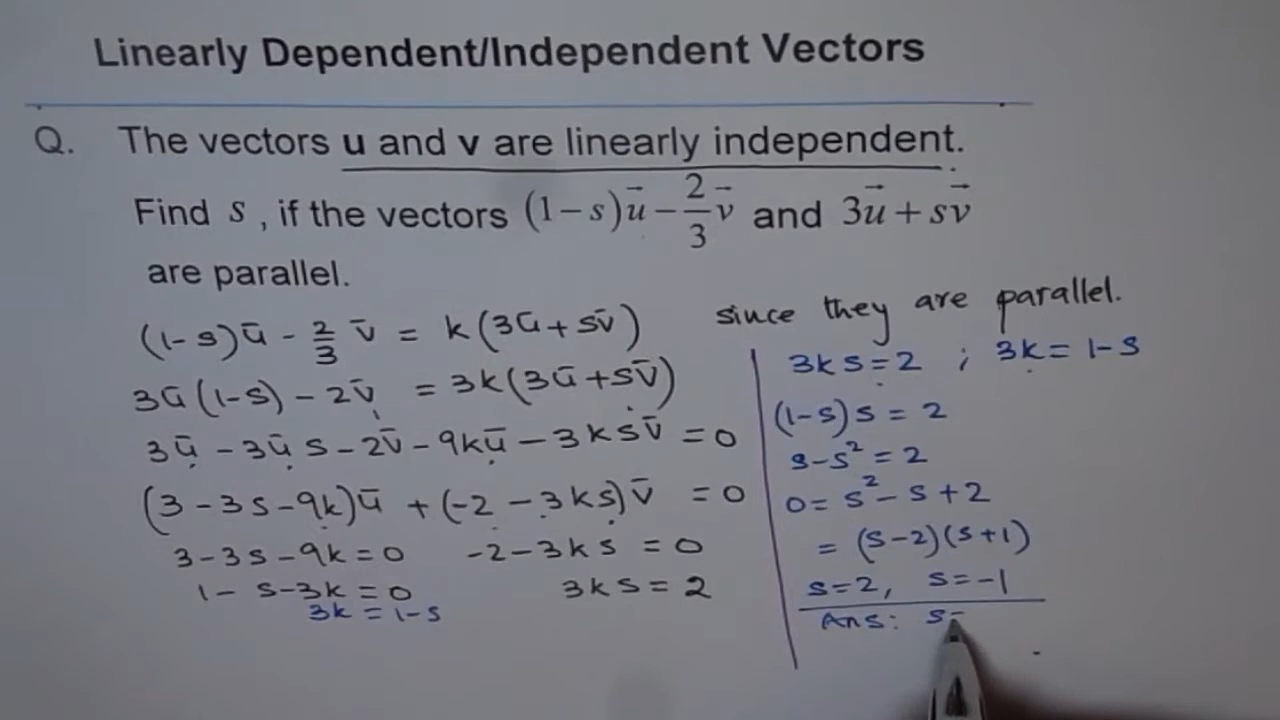 Linearly Dependent/Independent Vectors
Q. The vectors u and v are linearly independent.
Find s , if the vectors (1−s)u⃗ − 2/3 v⃗ and 3u⃗ + sv⃗
are parallel.
(1-s)ū - 2/3 v̄ = k(3ū + sv̄) since they are parallel.
3ū(1-s) - 2v̄ = 3k(3ū + sv̄)
3ū - 3ūs - 2v̄ - 9kū - 3ksv̄ = 0
(3 - 3s - 9k)ū + (-2 - 3ks)v̄ = 0
3 - 3s - 9k = 0 -2 - 3ks = 0
1 - s - 3k = 0 3ks = 2
3k = 1-s
3ks = 2 ; 3k = 1-s
(1-s)s = 2
s - s² = 2
0 = s² - s + 2
= (s-2)(s+1)
s = 2, s = -1
Ans: s=